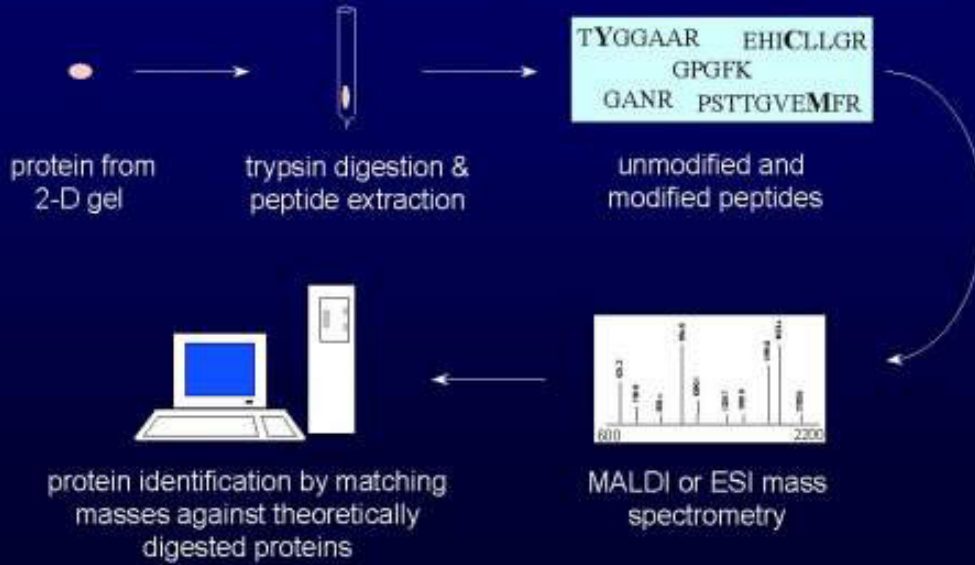 protein from
2-D gel
trypsin digestion &
peptide extraction
TYGGAAR EHICLLGR
GPGFK
GANR PSTTGVEMFR
unmodified and
modified peptides
600 2200
MALDI or ESI mass
spectrometry
protein identification by matching
masses against theoretically
digested proteins